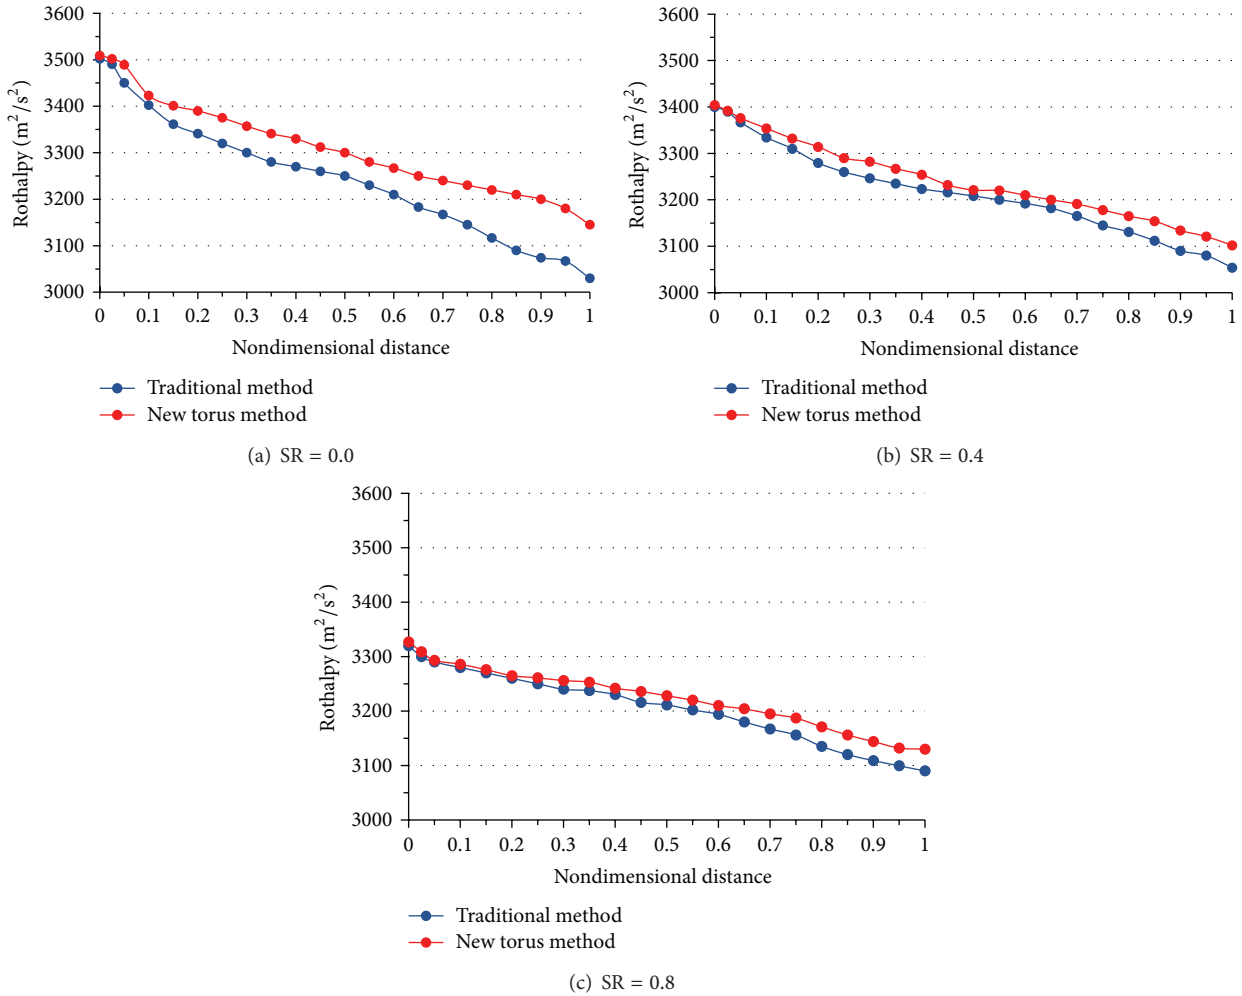 3600
3500
3400
3300
3200
3100
3000
Rothalpy (m²/s²)
0 0.1 0.2 0.3 0.4 0.5 0.6 0.7 0.8 0.9 1
Nondimensional distance
Traditional method
New torus method
(a) SR = 0.0
3600
3500
3400
3300
3200
3100
3000
Rothalpy (m²/s²)
0 0.1 0.2 0.3 0.4 0.5 0.6 0.7 0.8 0.9 1
Nondimensional distance
Traditional method
New torus method
(b) SR = 0.4
3600
3500
3400
3300
3200
3100
3000
Rothalpy (m²/s²)
0 0.1 0.2 0.3 0.4 0.5 0.6 0.7 0.8 0.9 1
Nondimensional distance
Traditional method
New torus method
(c) SR = 0.8